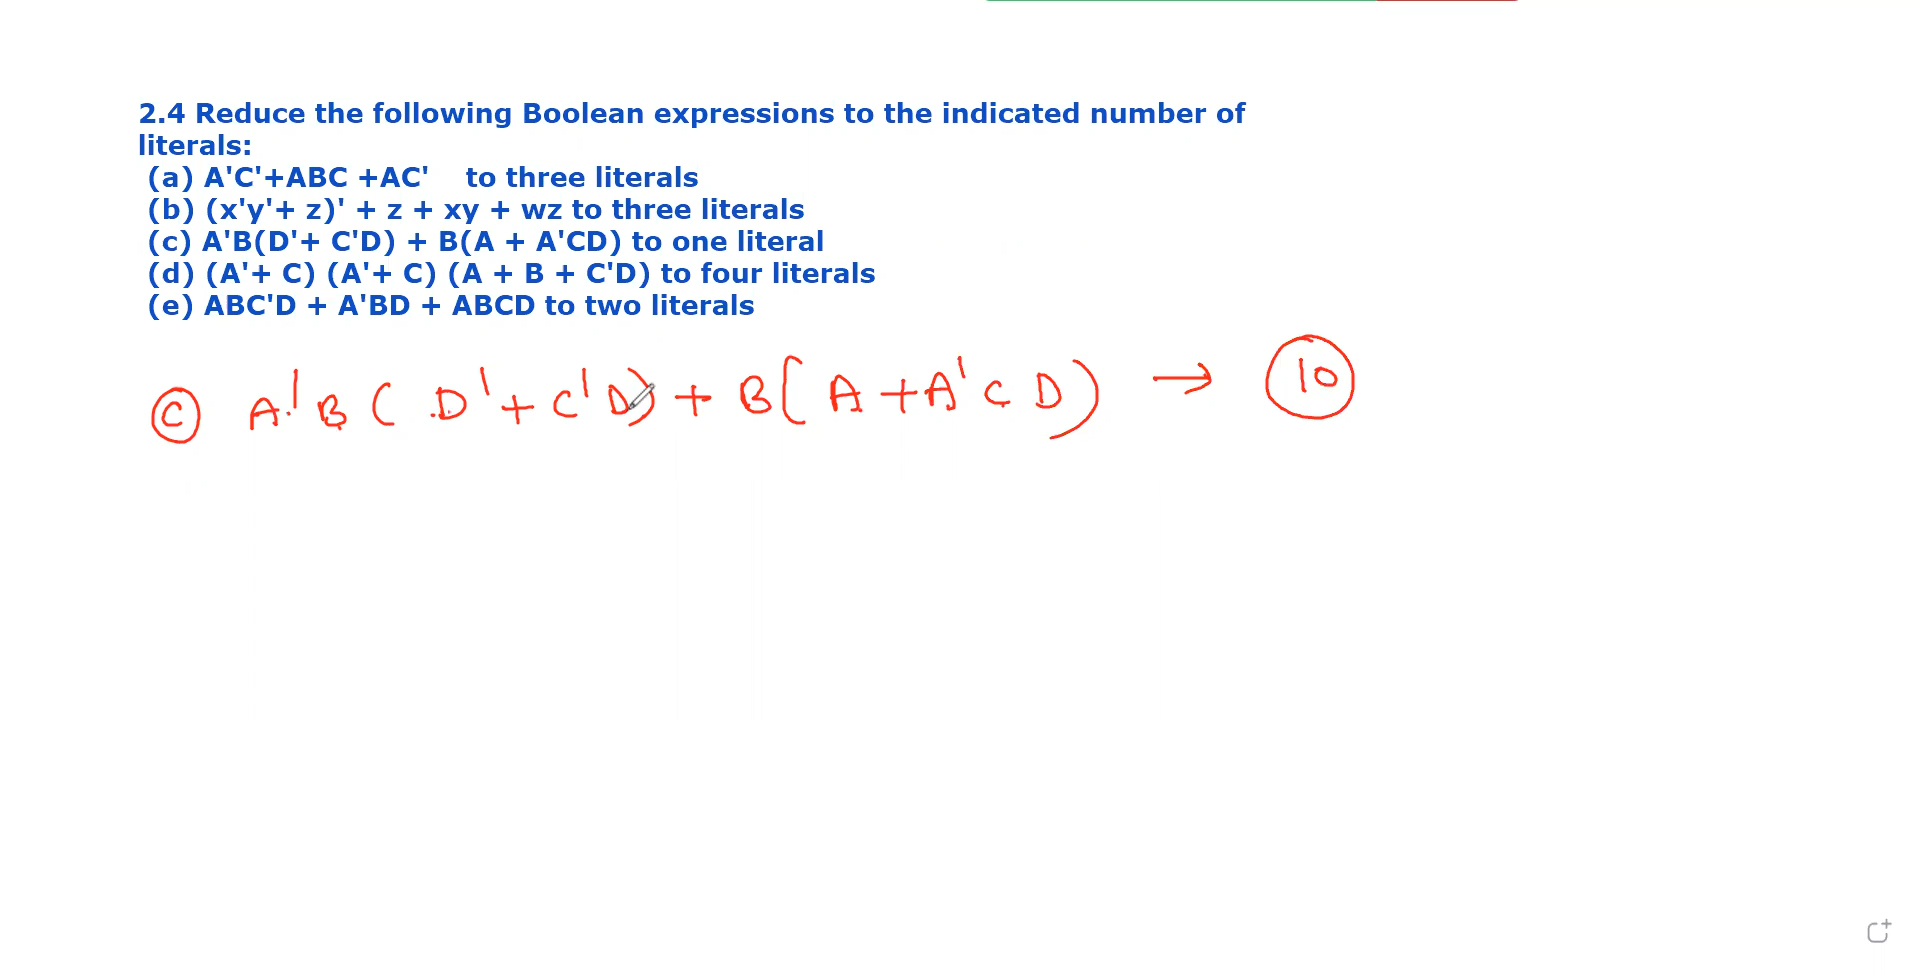 2.4 Reduce the following Boolean expressions to the indicated number of
literals:
(a) A'C'+ABC +AC' to three literals
(b) (x'y'+ z)' + z + xy + wz to three literals
(c) A'B(D'+ C'D) + B(A + A'CD) to one literal
(d) (A'+ C) (A'+ C) (A + B + C'D) to four literals
(e) ABC'D + A'BD + ABCD to two literals
C A'B ( D' + C'D) + B( A + A'CD) → 10